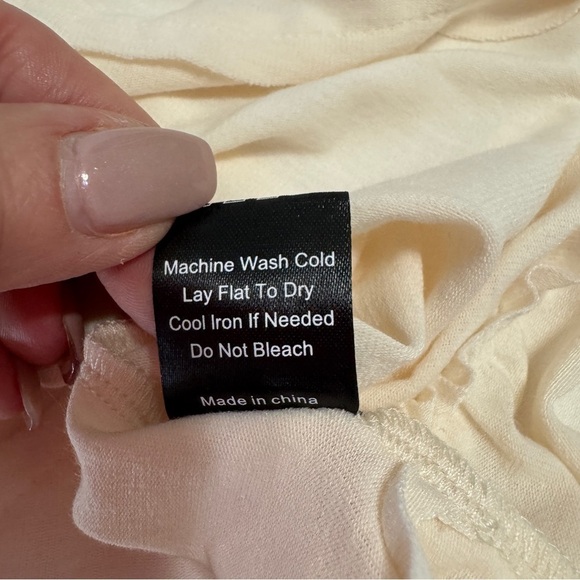 Machine Wash Cold
Lay Flat To Dry
Cool Iron If Needed
Do Not Bleach
Made in china